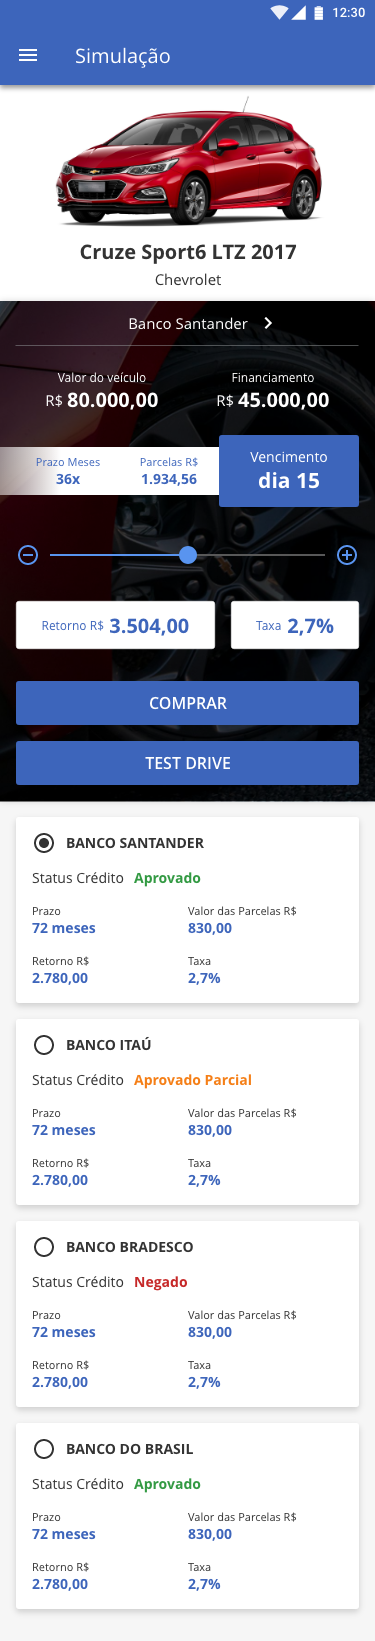 12:30
Simulação
Cruze Sport6 LTZ 2017
Chevrolet
Banco Santander
Valor do veículo Financiamento
R$ 80.000,00 R$ 45.000,00
Prazo Meses Parcelas R$ Vencimento
36x 1.934,56 dia 15
Retorno R$ 3.504,00 Taxa 2,7%
COMPRAR
TEST DRIVE
BANCO SANTANDER
Status Crédito Aprovado
Prazo Valor das Parcelas R$
72 meses 830,00
Retorno R$ Taxa
2.780,00 2,7%
BANCO ITAÚ
Status Crédito Aprovado Parcial
Prazo Valor das Parcelas R$
72 meses 830,00
Retorno R$ Taxa
2.780,00 2,7%
BANCO BRADESCO
Status Crédito Negado
Prazo Valor das Parcelas R$
72 meses 830,00
Retorno R$ Taxa
2.780,00 2,7%
BANCO DO BRASIL
Status Crédito Aprovado
Prazo Valor das Parcelas R$
72 meses 830,00
Retorno R$ Taxa
2.780,00 2,7%